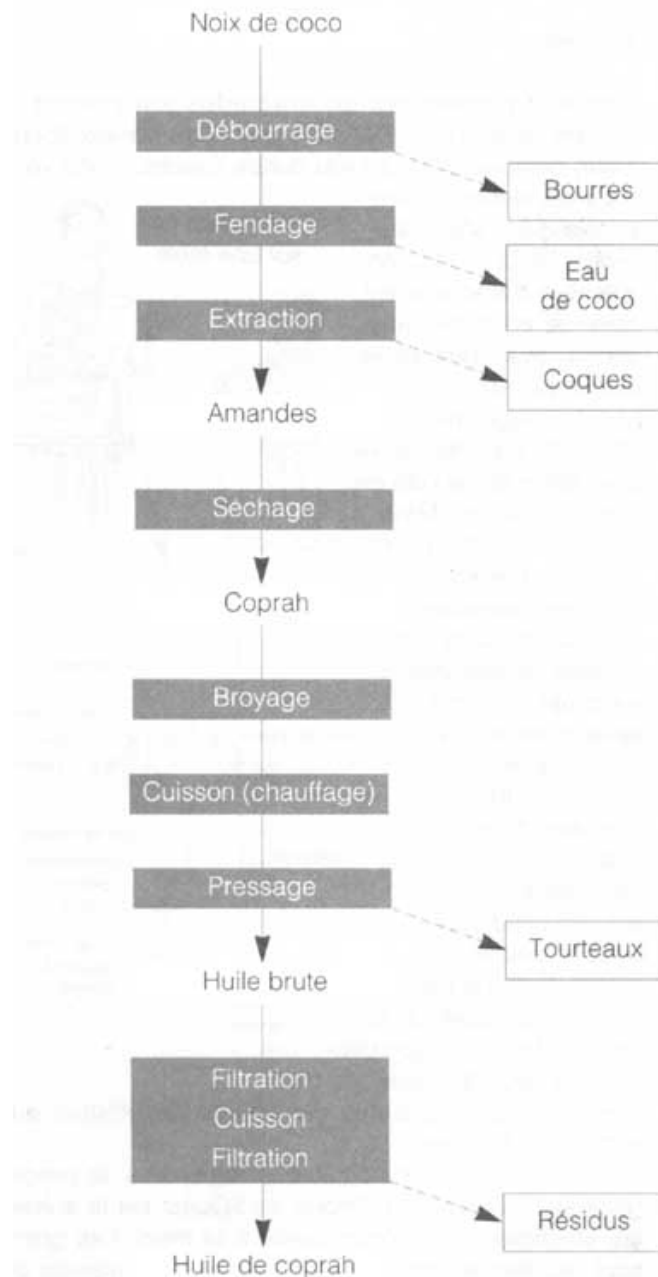 Noix de coco
Débourrage
Bourres
Fendage
Eau
de coco
Extraction
Coques
Amandes
Séchage
Coprah
Broyage
Cuisson (chauffage)
Pressage
Tourteaux
Huile brute
Filtration
Cuisson
Filtration
Résidus
Huile de coprah